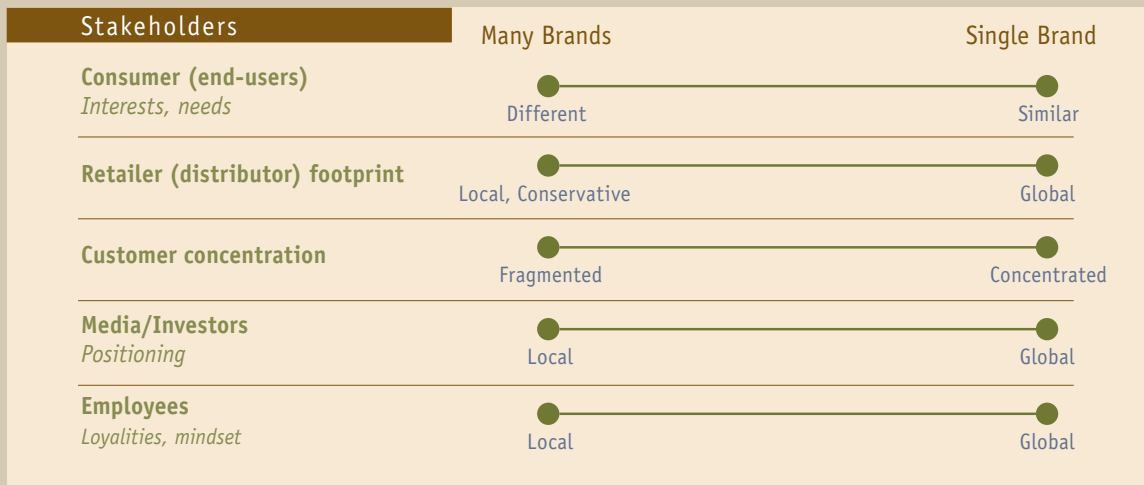 Stakeholders
Many Brands
Single Brand
Consumer (end-users)
Interests, needs
Different
Similar
Retailer (distributor) footprint
Local, Conservative
Global
Customer concentration
Fragmented
Concentrated
Media/Investors
Positioning
Local
Global
Employees
Loyalities, mindset
Local
Global